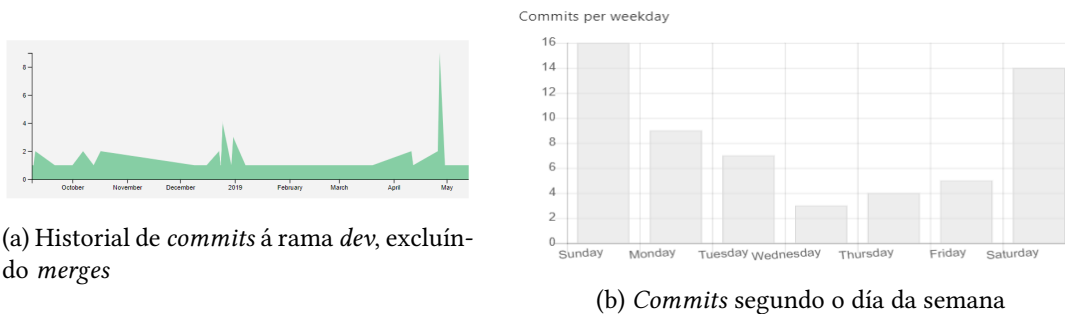 8
6
4
2
0
October November December 2019 February March April May
(a) Historial de commits á rama dev, excluín-
do merges
Commits per weekday
16
14
12
10
8
6
4
2
0
Sunday Monday Tuesday Wednesday Thursday Friday Saturday
(b) Commits segundo o día da semana